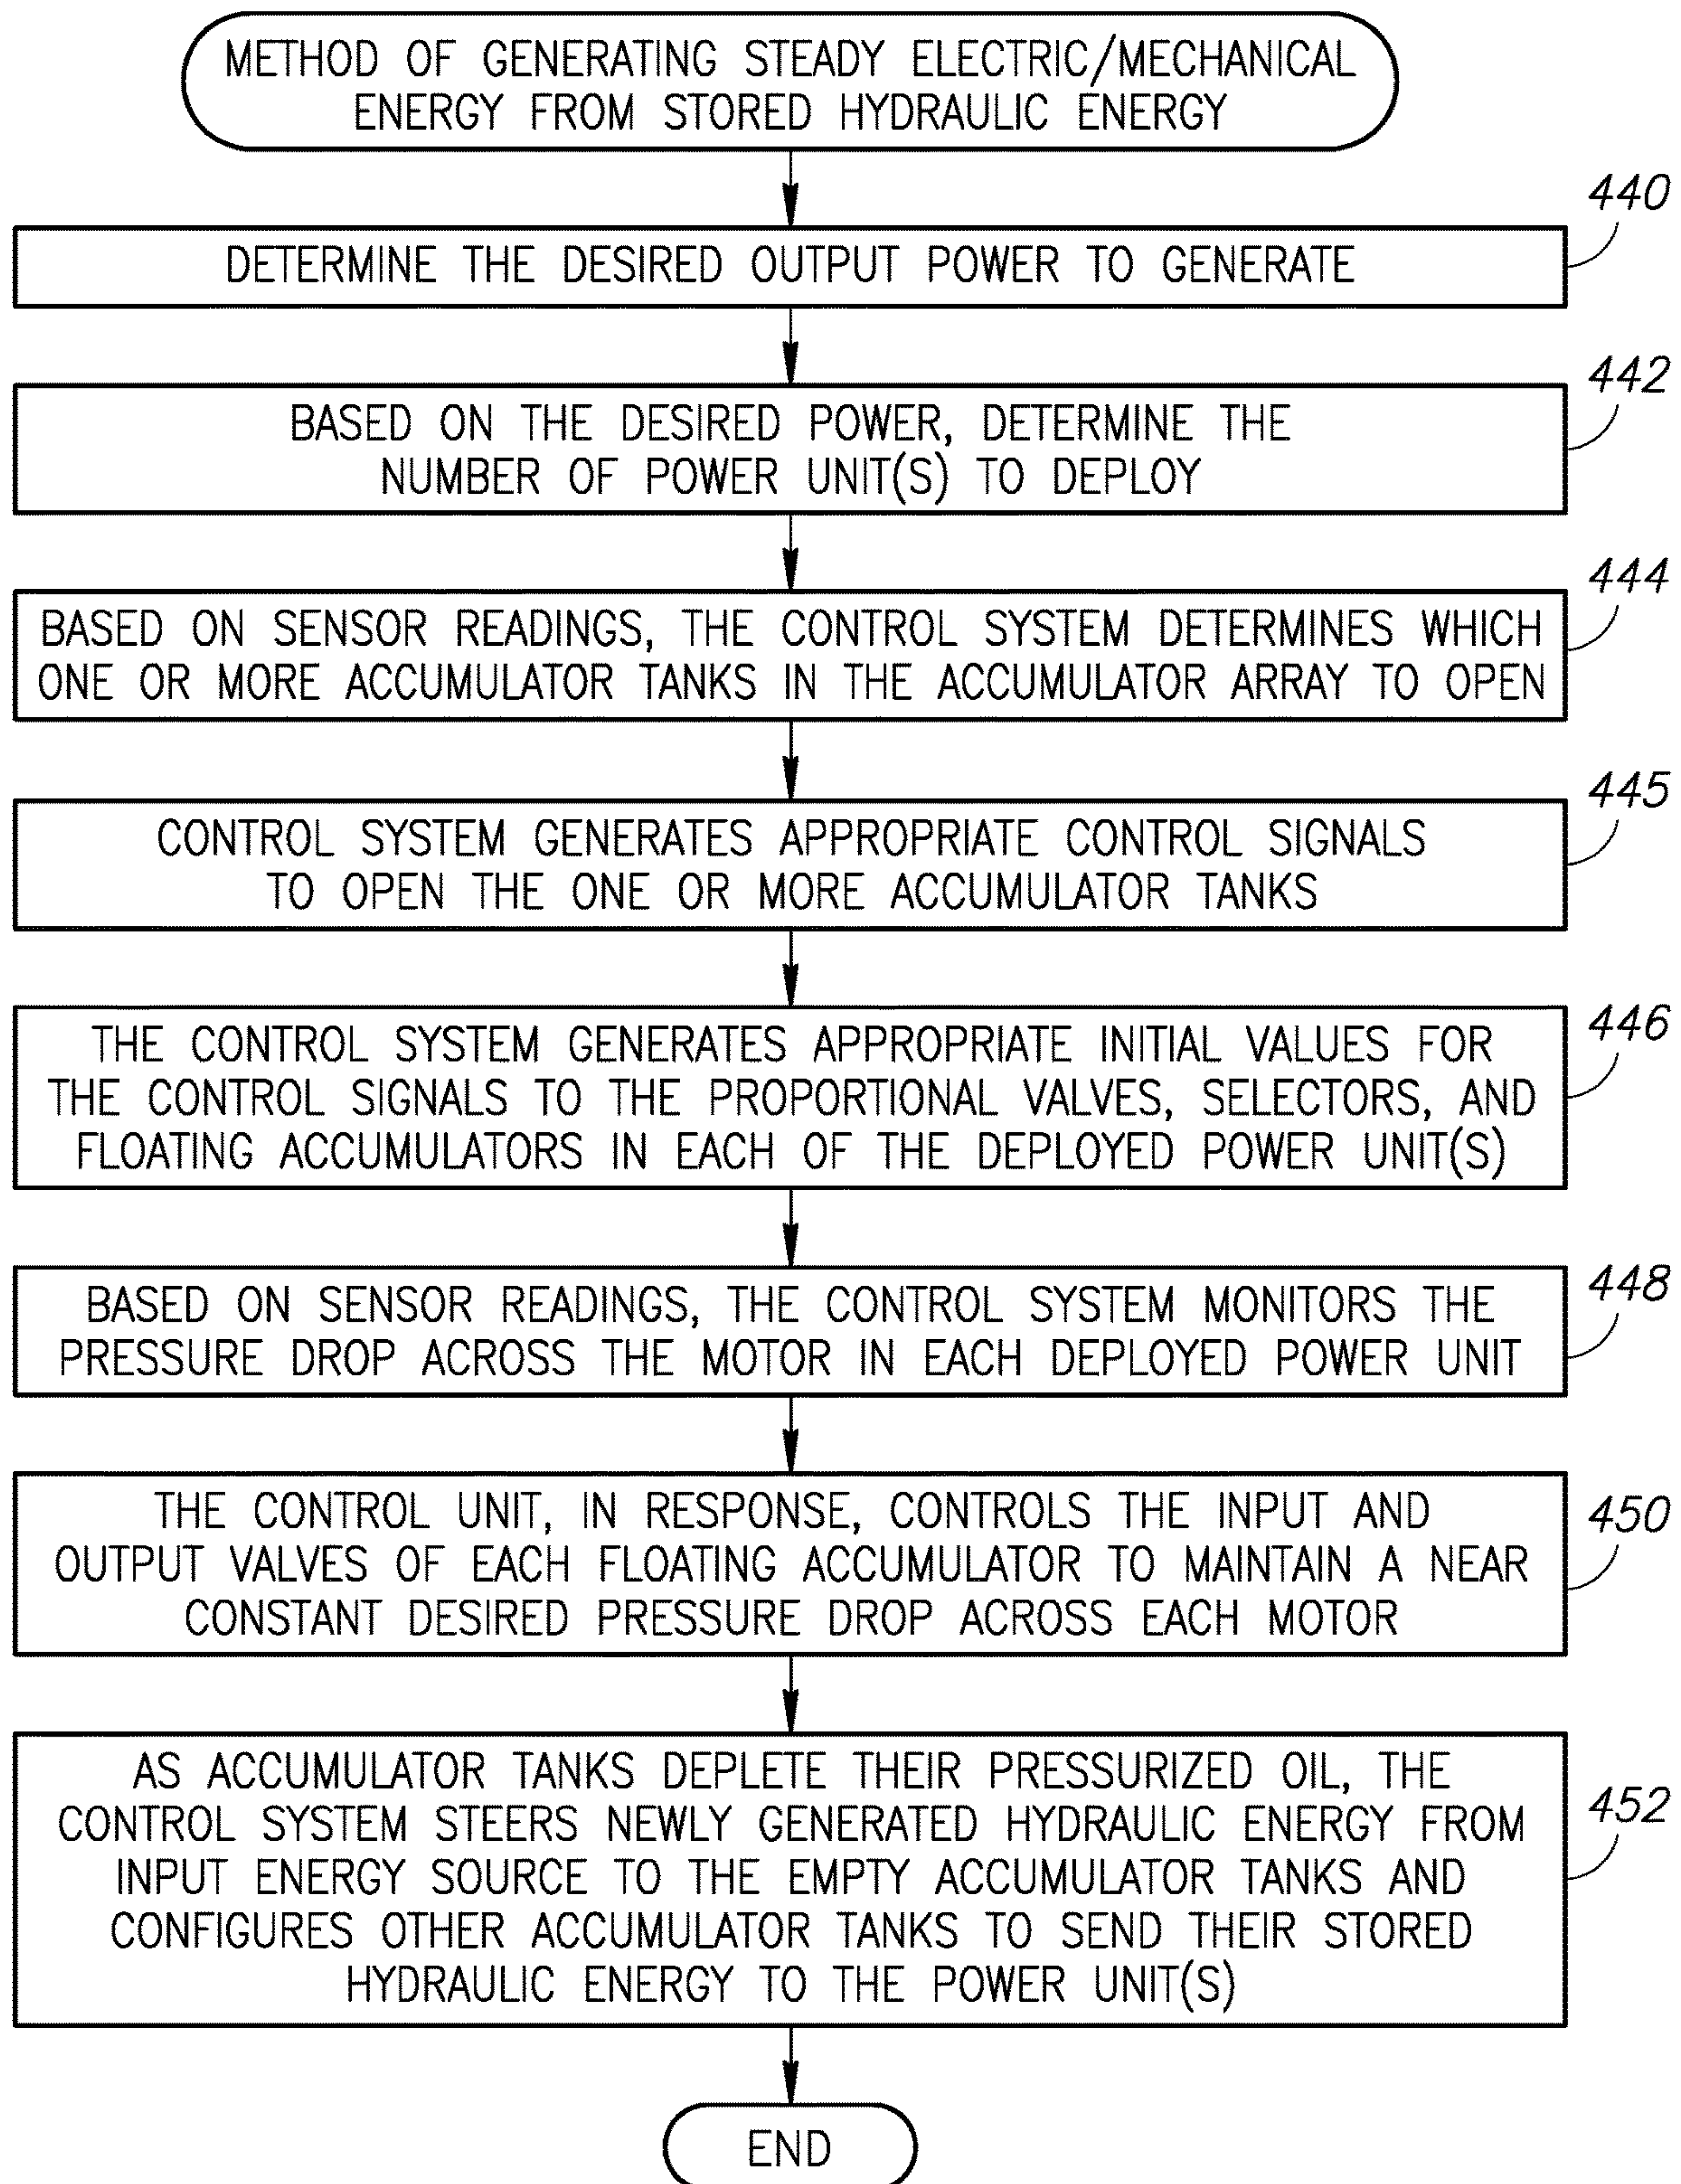 METHOD OF GENERATING STEADY ELECTRIC/MECHANICAL
ENERGY FROM STORED HYDRAULIC ENERGY
440
DETERMINE THE DESIRED OUTPUT POWER TO GENERATE
442
BASED ON THE DESIRED POWER, DETERMINE THE
NUMBER OF POWER UNIT(S) TO DEPLOY
444
BASED ON SENSOR READINGS, THE CONTROL SYSTEM DETERMINES WHICH
ONE OR MORE ACCUMULATOR TANKS IN THE ACCUMULATOR ARRAY TO OPEN
445
CONTROL SYSTEM GENERATES APPROPRIATE CONTROL SIGNALS
TO OPEN THE ONE OR MORE ACCUMULATOR TANKS
446
THE CONTROL SYSTEM GENERATES APPROPRIATE INITIAL VALUES FOR
THE CONTROL SIGNALS TO THE PROPORTIONAL VALVES, SELECTORS, AND
FLOATING ACCUMULATORS IN EACH OF THE DEPLOYED POWER UNIT(S)
448
BASED ON SENSOR READINGS, THE CONTROL SYSTEM MONITORS THE
PRESSURE DROP ACROSS THE MOTOR IN EACH DEPLOYED POWER UNIT
450
THE CONTROL UNIT, IN RESPONSE, CONTROLS THE INPUT AND
OUTPUT VALVES OF EACH FLOATING ACCUMULATOR TO MAINTAIN A NEAR
CONSTANT DESIRED PRESSURE DROP ACROSS EACH MOTOR
452
AS ACCUMULATOR TANKS DEPLETE THEIR PRESSURIZED OIL, THE
CONTROL SYSTEM STEERS NEWLY GENERATED HYDRAULIC ENERGY FROM
INPUT ENERGY SOURCE TO THE EMPTY ACCUMULATOR TANKS AND
CONFIGURES OTHER ACCUMULATOR TANKS TO SEND THEIR STORED
HYDRAULIC ENERGY TO THE POWER UNIT(S)
END